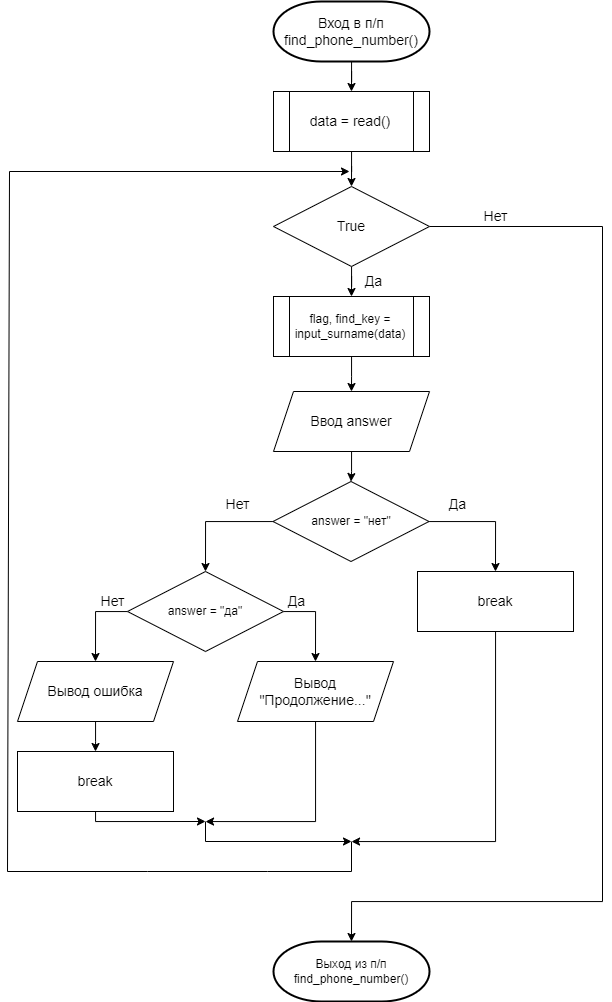 Вход в п/п
find_phone_number()
data = read()
True
Нет
Да
flag, find_key =
input_surname(data)
Ввод answer
answer = "нет"
Нет
Да
answer = "да"
Нет
Да
break
Вывод ошибка
Вывод
"Продолжение..."
break
Выход из п/п
find_phone_number()